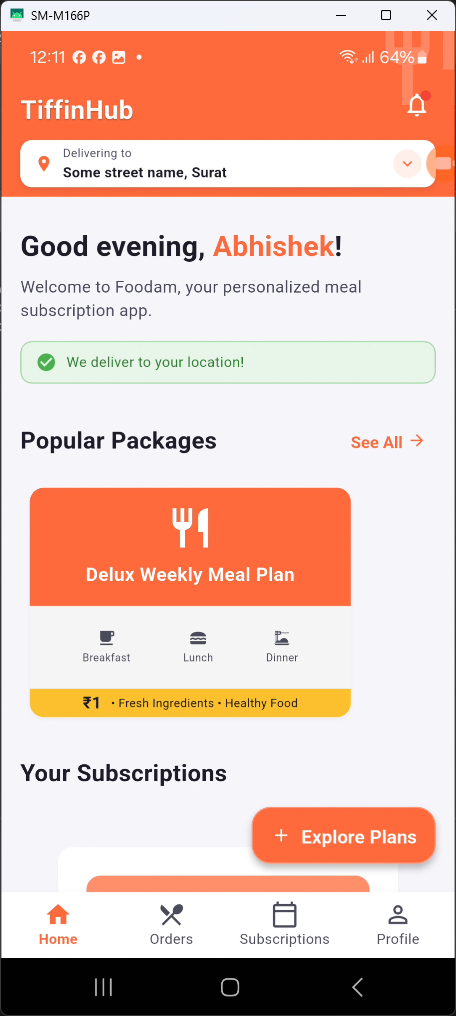 SM-M166P
12:11
64%
TiffinHub
Delivering to
Some street name, Surat
Good evening, Abhishek!
Welcome to Foodam, your personalized meal
subscription app.
We deliver to your location!
Popular Packages
See All
Delux Weekly Meal Plan
Breakfast
Lunch
Dinner
₹1 • Fresh Ingredients • Healthy Food
Your Subscriptions
+ Explore Plans
Home
Orders
Subscriptions
Profile